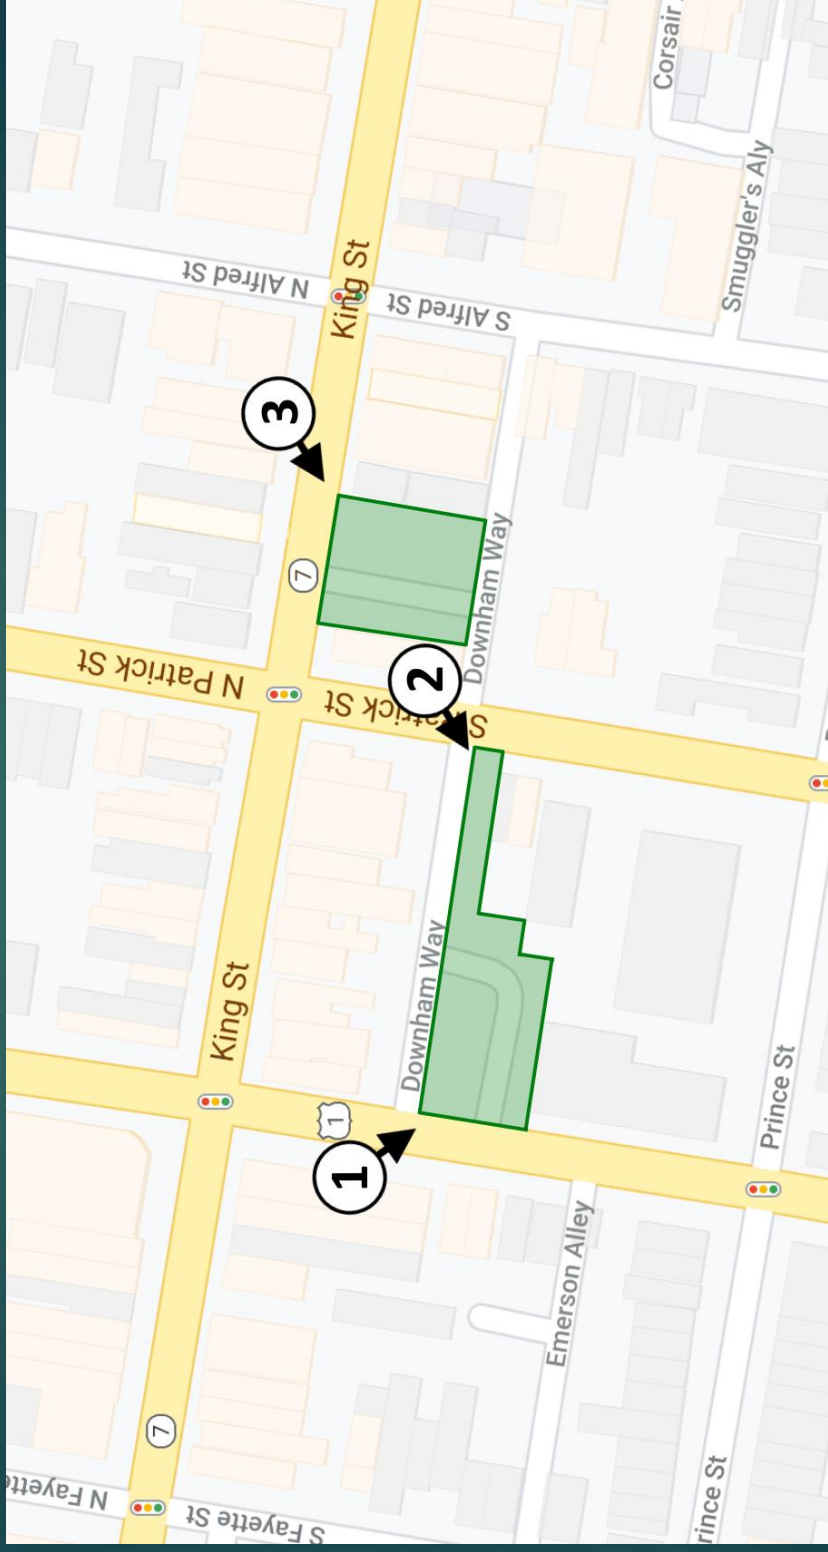 Corsair
Smuggler's Aly
N Alfred St
King St
S Alfred St
3
7
Downham Way
N Patrick St
2
S Patrick St
Downham Way
King St
1
1
Prince St
Emerson Alley
7
N Fayette
S Fayette St
rince St